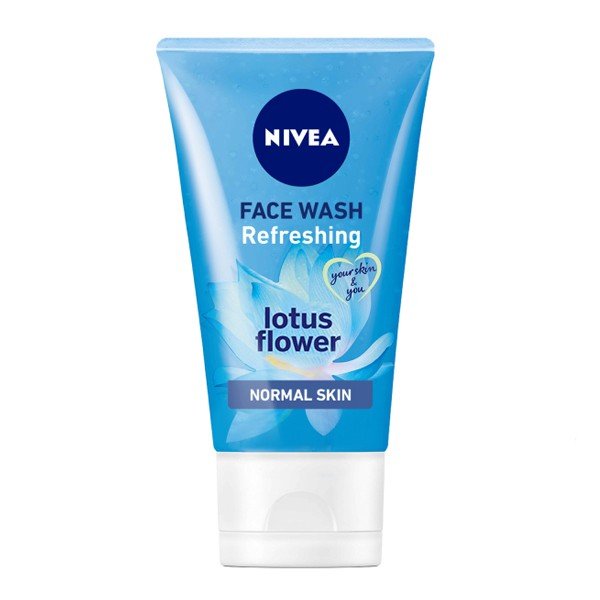 NIVEA
FACE WASH
Refreshing
your skin
&
you
lotus
flower
NORMAL SKIN